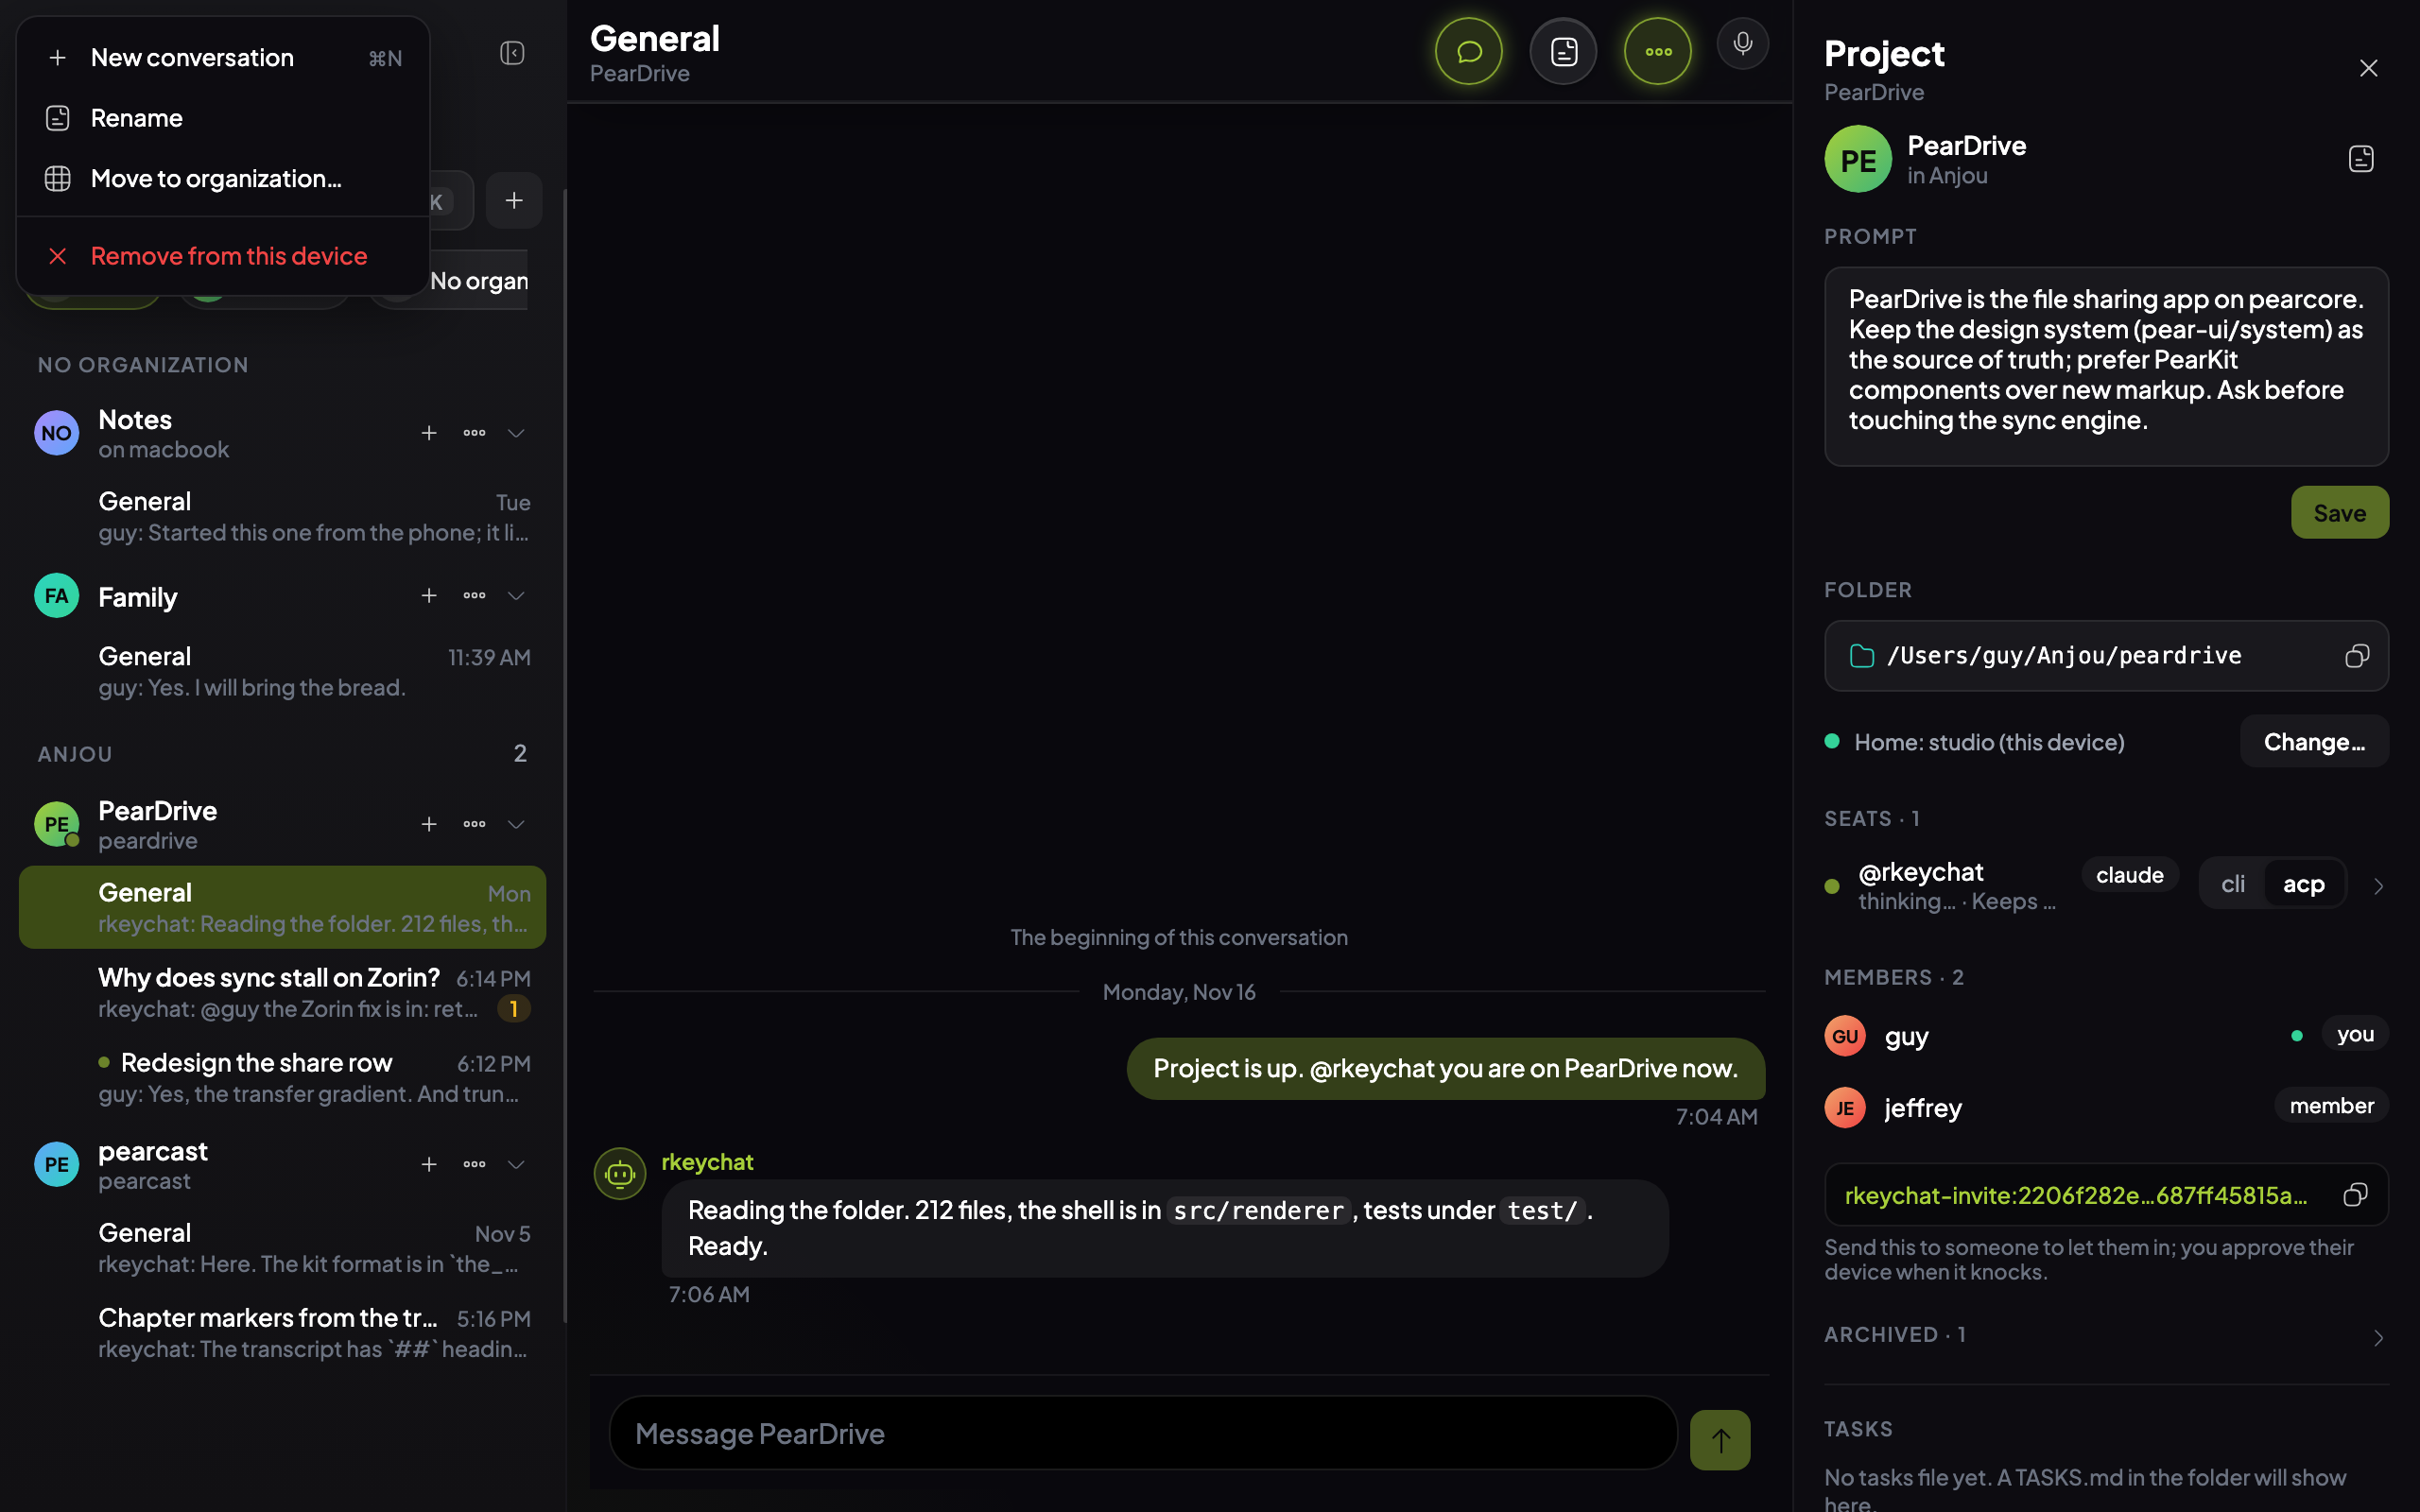 New conversation ⌘N
Rename
Move to organization…
Remove from this device
K
No organ
NO ORGANIZATION
NO
Notes
on macbook
General Tue
guy: Started this one from the phone; it li…
FA
Family
General 11:39 AM
guy: Yes. I will bring the bread.
ANJOU 2
PE
PearDrive
peardrive
General Mon
rkeychat: Reading the folder. 212 files, th…
Why does sync stall on Zorin? 6:14 PM
rkeychat: @guy the Zorin fix is in: ret… 1
Redesign the share row 6:12 PM
guy: Yes, the transfer gradient. And trun…
PE
pearcast
pearcast
General Nov 5
rkeychat: Here. The kit format is in `the_…
Chapter markers from the tr… 5:16 PM
rkeychat: The transcript has `##` headin…
General
PearDrive
The beginning of this conversation
Monday, Nov 16
Project is up. @rkeychat you are on PearDrive now.
7:04 AM
rkeychat
Reading the folder. 212 files, the shell is in src/renderer, tests under test/.
Ready.
7:06 AM
Message PearDrive
Project
PearDrive
PE
PearDrive
in Anjou
PROMPT
PearDrive is the file sharing app on pearcore.
Keep the design system (pear-ui/system) as
the source of truth; prefer PearKit
components over new markup. Ask before
touching the sync engine.
Save
FOLDER
/Users/guy/Anjou/peardrive
Home: studio (this device) Change…
SEATS · 1
@rkeychat claude cli acp
thinking… · Keeps …
MEMBERS · 2
GU guy you
JE jeffrey member
rkeychat-invite:2206f282e…687ff45815a…
Send this to someone to let them in; you approve their
device when it knocks.
ARCHIVED · 1
TASKS
No tasks file yet. A TASKS.md in the folder will show
here.